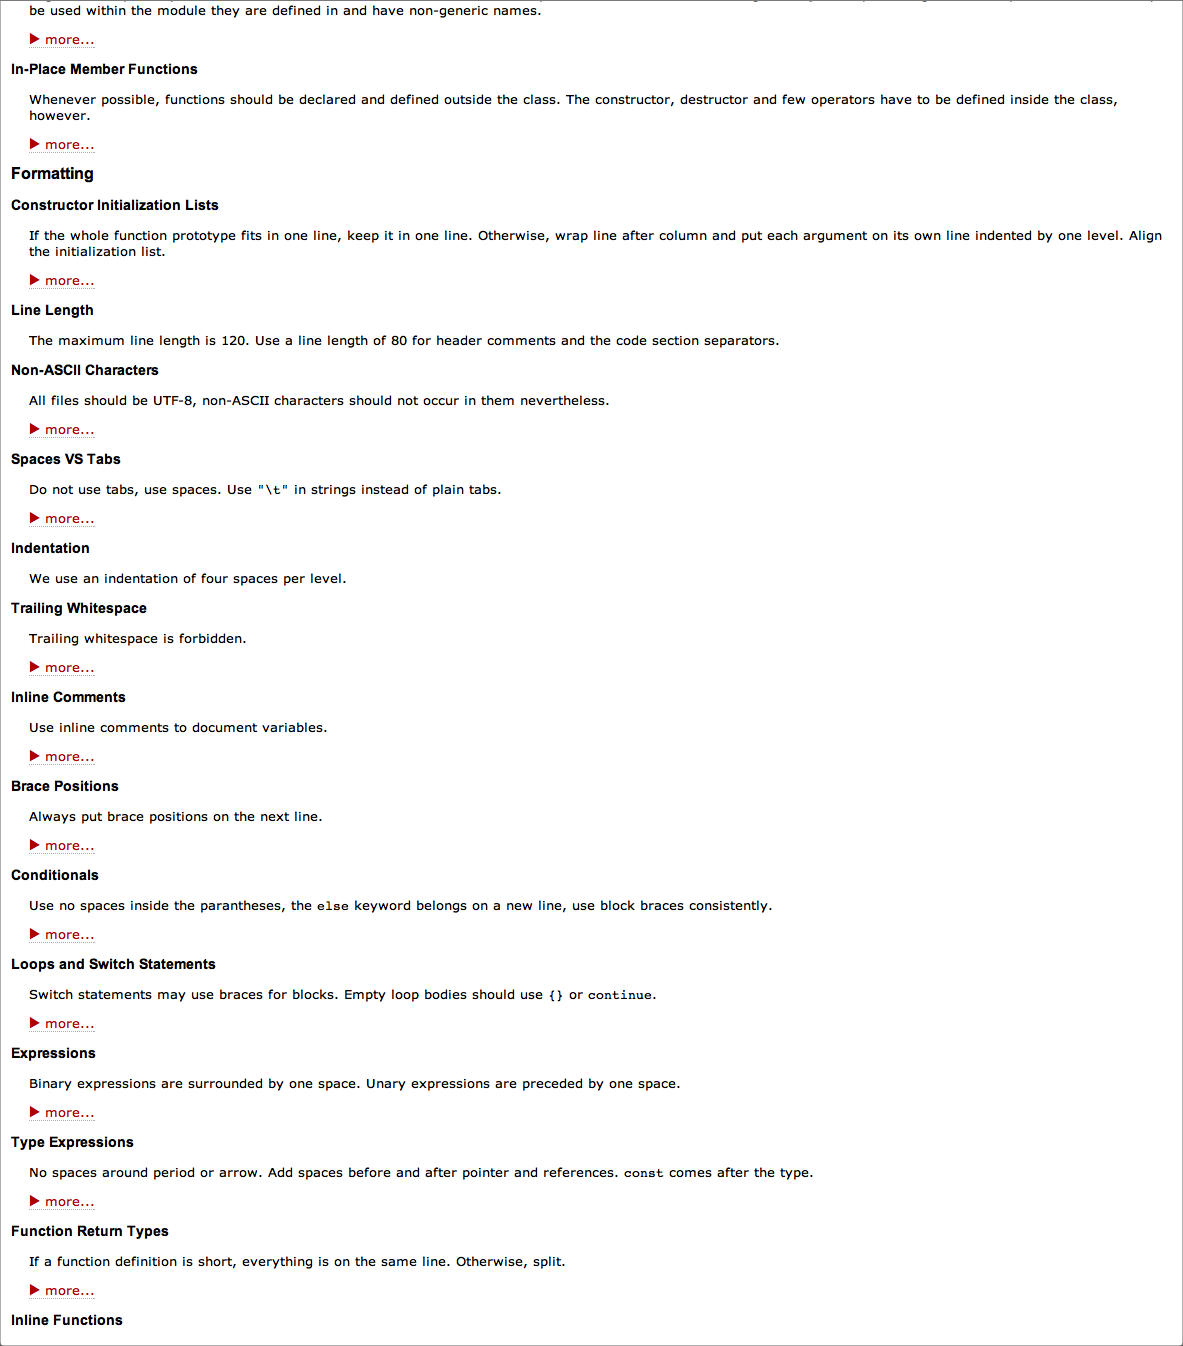 be used within the module they are defined in and have non-generic names.
▶ more...
In-Place Member Functions
Whenever possible, functions should be declared and defined outside the class. The constructor, destructor and few operators have to be defined inside the class,
however.
▶ more...
Formatting
Constructor Initialization Lists
If the whole function prototype fits in one line, keep it in one line. Otherwise, wrap line after column and put each argument on its own line indented by one level. Align
the initialization list.
▶ more...
Line Length
The maximum line length is 120. Use a line length of 80 for header comments and the code section separators.
Non-ASCII Characters
All files should be UTF-8, non-ASCII characters should not occur in them nevertheless.
▶ more...
Spaces VS Tabs
Do not use tabs, use spaces. Use "\t" in strings instead of plain tabs.
▶ more...
Indentation
We use an indentation of four spaces per level.
Trailing Whitespace
Trailing whitespace is forbidden.
▶ more...
Inline Comments
Use inline comments to document variables.
▶ more...
Brace Positions
Always put brace positions on the next line.
▶ more...
Conditionals
Use no spaces inside the parantheses, the else keyword belongs on a new line, use block braces consistently.
▶ more...
Loops and Switch Statements
Switch statements may use braces for blocks. Empty loop bodies should use {} or continue.
▶ more...
Expressions
Binary expressions are surrounded by one space. Unary expressions are preceded by one space.
▶ more...
Type Expressions
No spaces around period or arrow. Add spaces before and after pointer and references. const comes after the type.
▶ more...
Function Return Types
If a function definition is short, everything is on the same line. Otherwise, split.
▶ more...
Inline Functions